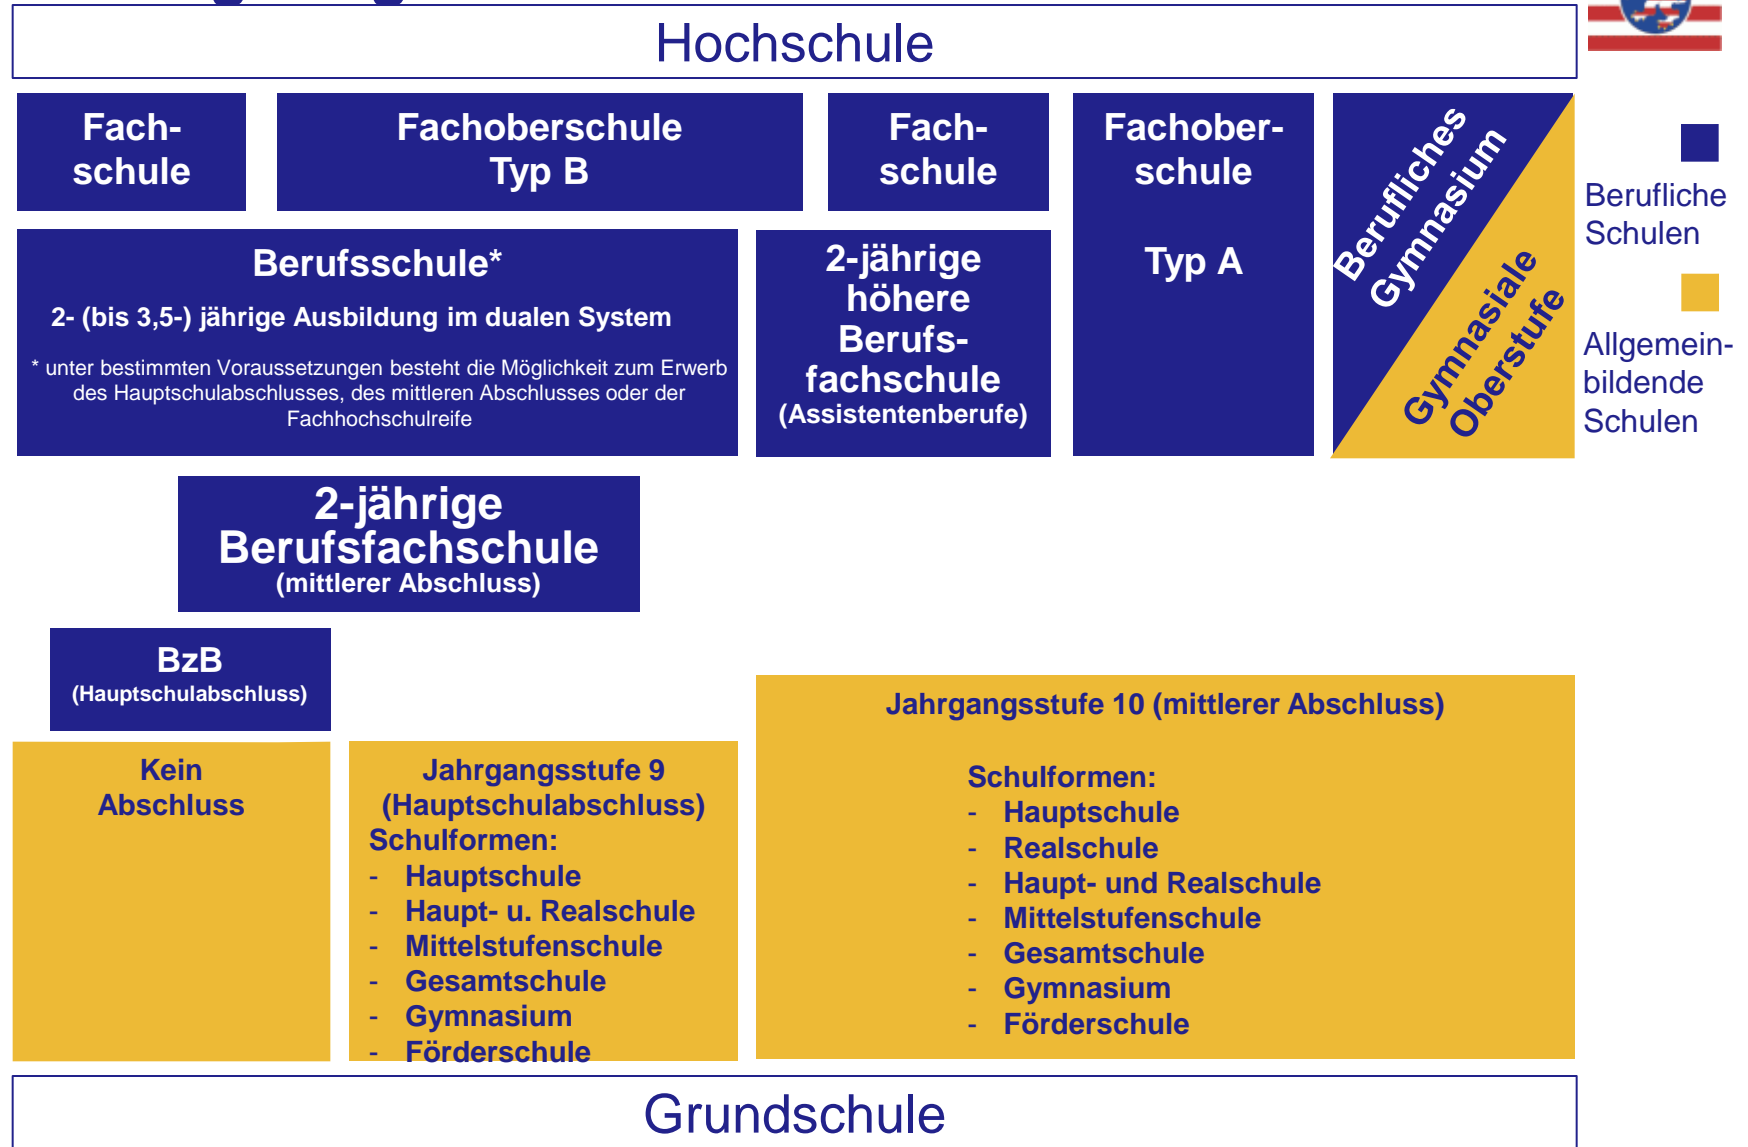 Hochschule
Fach-
schule
Fachoberschule
Typ B
Fach-
schule
Fachober-
schule
Typ A
Berufliches
Gymnasium
Gymnasiale
Oberstufe
Berufliche
Schulen
Allgemein-
bildende
Schulen
Berufsschule*
2- (bis 3,5-) jährige Ausbildung im dualen System
* unter bestimmten Voraussetzungen besteht die Möglichkeit zum Erwerb
des Hauptschulabschlusses, des mittleren Abschlusses oder der
Fachhochschulreife
2-jährige
höhere
Berufs-
fachschule
(Assistentenberufe)
2-jährige
Berufsfachschule
(mittlerer Abschluss)
BzB
(Hauptschulabschluss)
Kein
Abschluss
Jahrgangsstufe 9
(Hauptschulabschluss)
Schulformen:
- Hauptschule
- Haupt- u. Realschule
- Mittelstufenschule
- Gesamtschule
- Gymnasium
- Förderschule
Jahrgangsstufe 10 (mittlerer Abschluss)
Schulformen:
- Hauptschule
- Realschule
- Haupt- und Realschule
- Mittelstufenschule
- Gesamtschule
- Gymnasium
- Förderschule
Grundschule